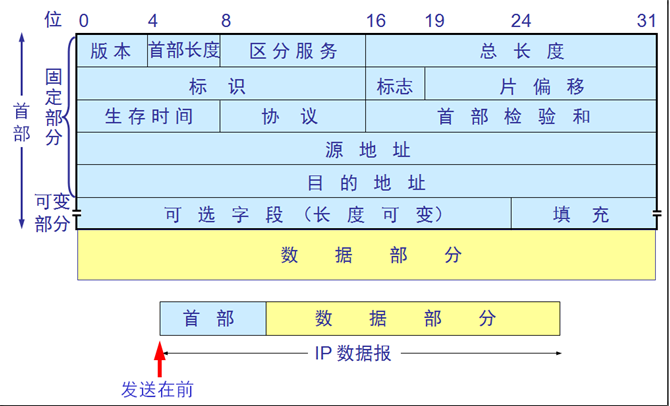 位 0 4 8 16 19 24 31
版本 首部长度 区分服务 总长度
标识 标志 片偏移
生存时间 协议 首部检验和
源地址
目的地址
可选字段（长度可变） 填充
首部
固定部分
可变
部分
数据部分
首部 数据部分
IP 数据报
发送在前